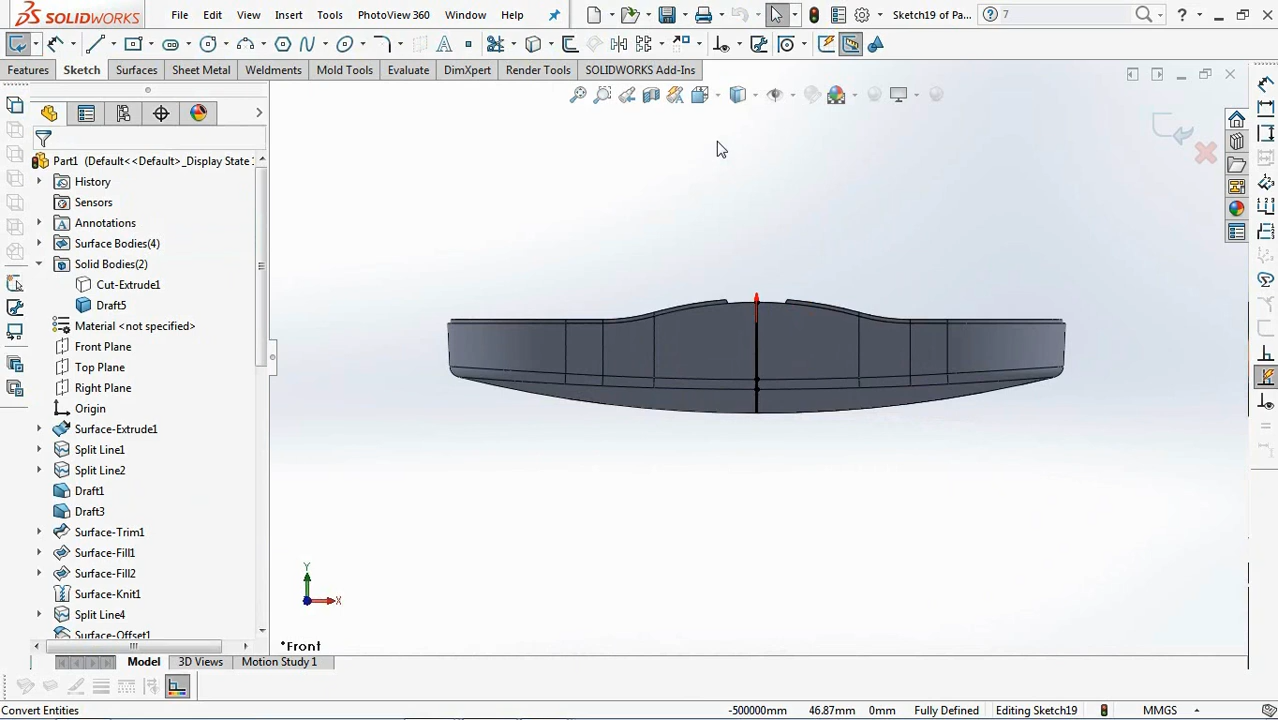 SOLIDWORKS File Edit View Insert Tools PhotoView 360 Window Help Sketch19 of Pa... 7
Features Sketch Surfaces Sheet Metal Weldments Mold Tools Evaluate DimXpert Render Tools SOLIDWORKS Add-Ins
Part1 (Default<<Default>_Display State
History
Sensors
Annotations
Surface Bodies(4)
Solid Bodies(2)
Cut-Extrude1
Draft5
Material <not specified>
Front Plane
Top Plane
Right Plane
Origin
Surface-Extrude1
Split Line1
Split Line2
Draft1
Draft3
Surface-Trim1
Surface-Fill1
Surface-Fill2
Surface-Knit1
Split Line4
Surface-Offset1
Y
X
*Front
Model 3D Views Motion Study 1
Convert Entities -500000mm 46.87mm 0mm Fully Defined Editing Sketch19 MMGS